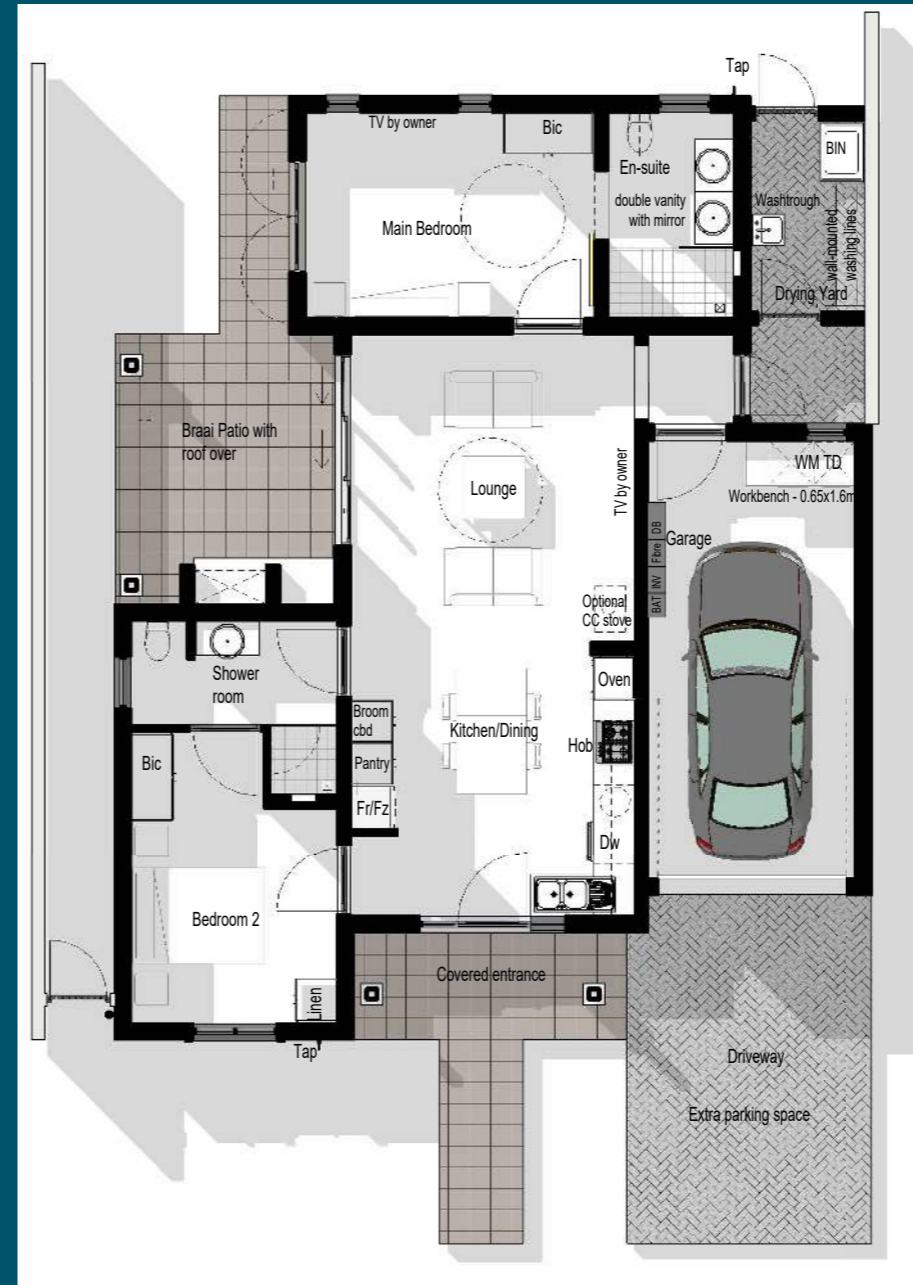 Tap
TV by owner
Bic
BIN
En-suite
double vanity
with mirror
Washtrough
wall-mounted
washing lines
Main Bedroom
Drying Yard
Braai Patio with
roof over
TV by owner
WM TD
Lounge
Workbench - 0.65x1.6m
DB
Fibre
INV
BAT
Garage
Optional
CC stove
Shower
room
Oven
Broom
cbd
Kitchen/Dining
Hob
Bic
Pantry
Fr/Fz
Dw
Bedroom 2
Covered entrance
Linen
Tap
Driveway
Extra parking space